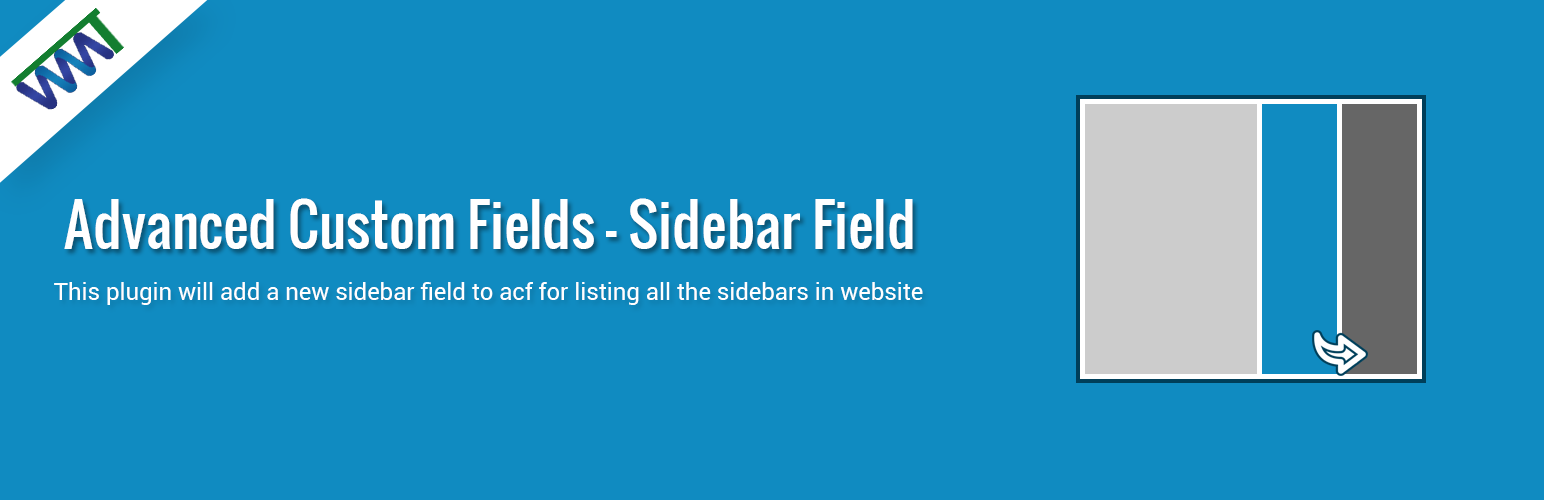 WMT
Advanced Custom Fields - Sidebar Field
This plugin will add a new sidebar field to acf for listing all the sidebars in website